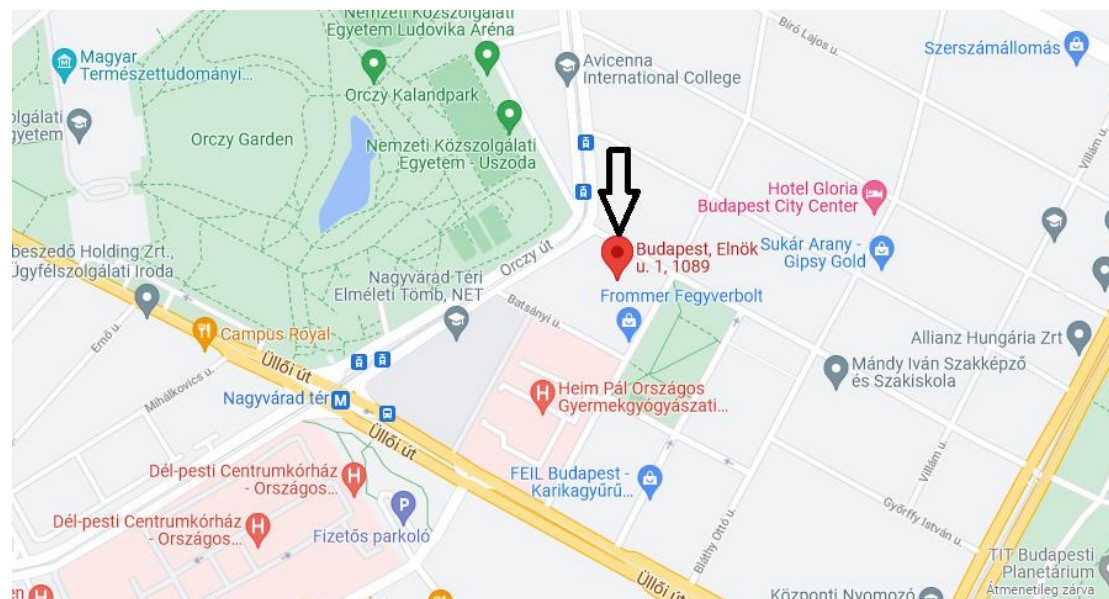 Nemzeti Közszolgálati
Egyetem Ludovika Aréna
Biró Lajos u.
Magyar
Természettudományi...
Avicenna
International College
Szerszámállomás
Orczy Kalandpark
olgálati
gyetem
Orczy Garden
Nemzeti Közszolgálati
Egyetem - Uszoda
Villám u.
Hotel Gloria
Budapest City Center
beszedő Holding Zrt.,
Ügyfélszolgálati Iroda
Orczy út
Budapest, Elnök
u. 1, 1089
Sukár Arany -
Gipsy Gold
Nagyvárad Téri
Elméleti Tömb, NET
Batsányi u.
Frommer Fegyverbolt
Ernő u.
Campus Royal
Allianz Hungária Zrt
Üllői út
Mihálkovics u.
Mándy Iván Szakképző
és Szakiskola
Nagyvárad tér
M
H
Heim Pál Országos
Gyermekgyógyászati...
Üllői út
Dél-pesti Centrumkórház
- Országos...
H
FEIL Budapest -
Karikagyűrű...
Villám u.
Dél-pesti Centrumkórház
- Országos...
H
P
Fizetős parkoló
Győrffy István u.
Bláthy Ottó u.
TIT Budapesti
Planetárium
Átmenetileg zárva
Üllői út
Központi Nyomozó
en
H